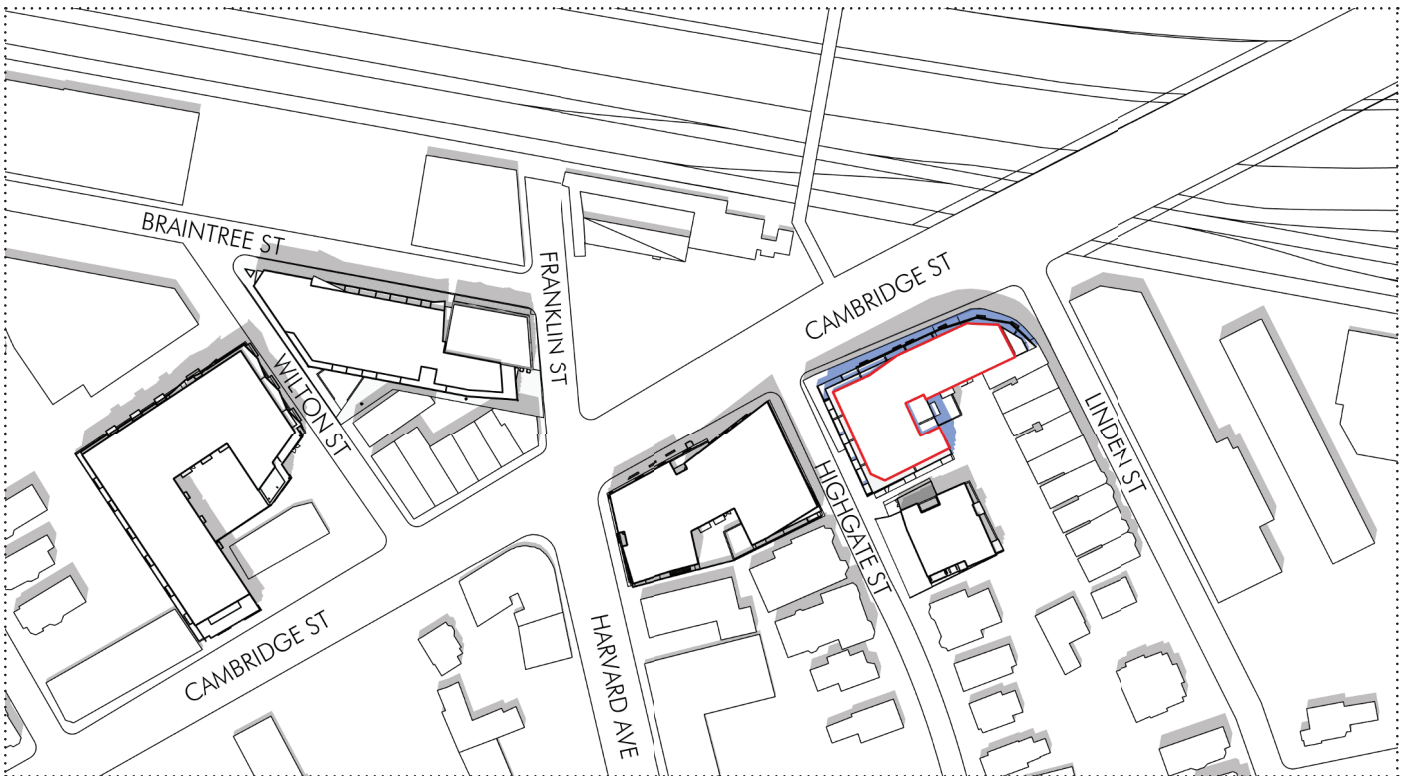 BRAINTREE ST
FRANKLIN ST
CAMBRIDGE ST
WILTON ST
LINDEN ST
HIGHGATE ST
CAMBRIDGE ST
HARVARD AVE